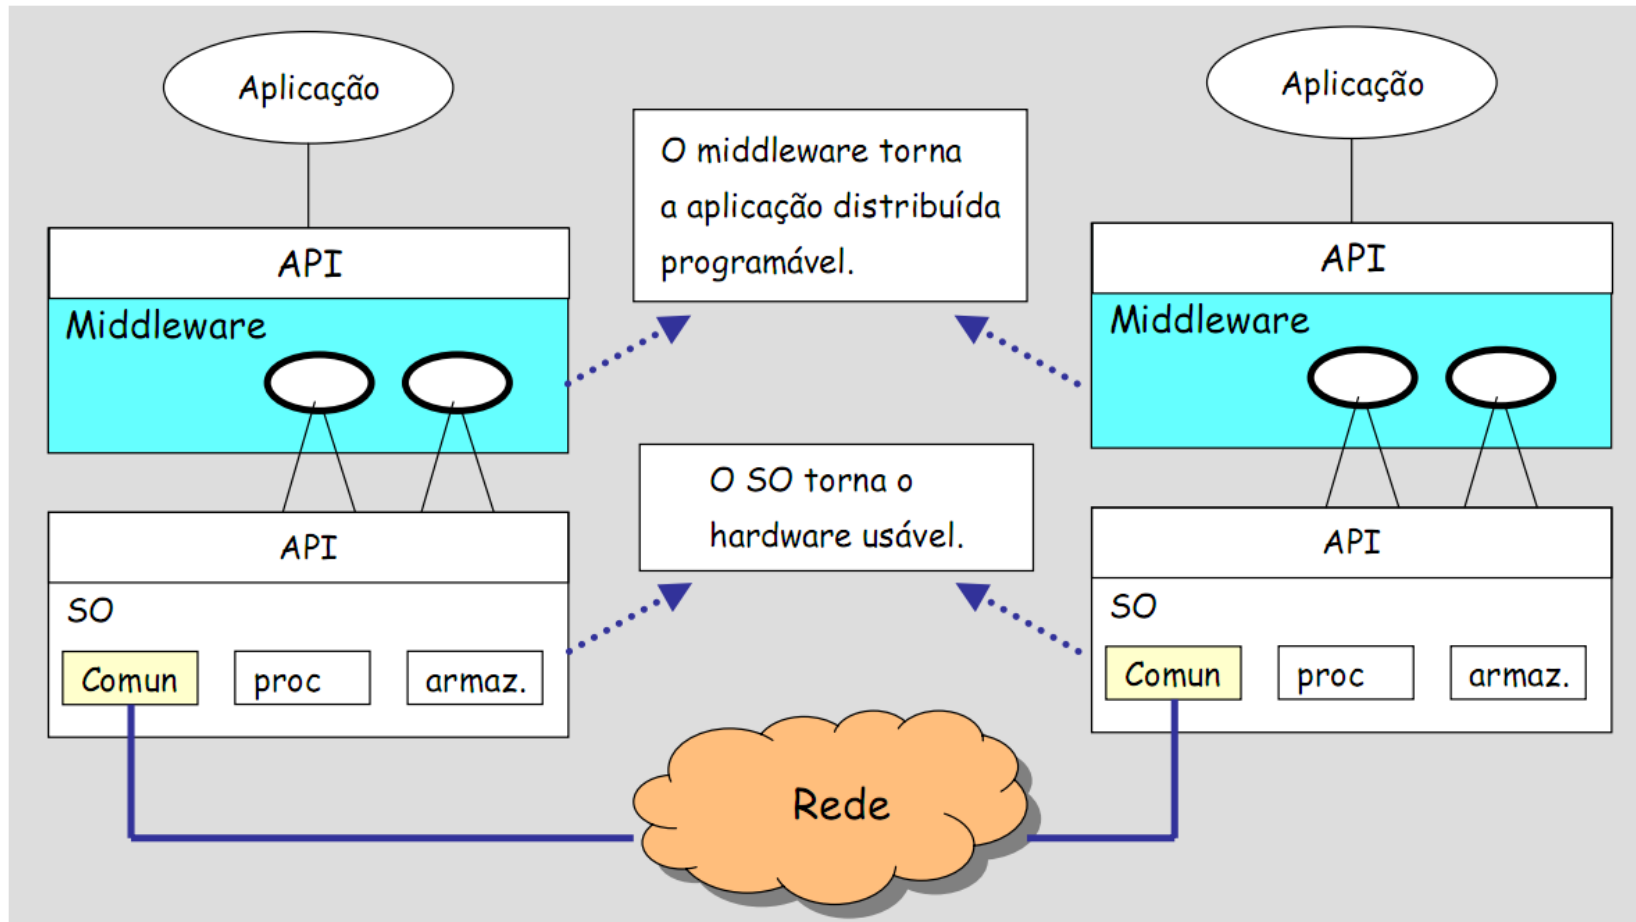 Aplicação
Aplicação
O middleware torna
a aplicação distribuída
programável.
API
API
Middleware
Middleware
O SO torna o
hardware usável.
API
API
SO
SO
Comun
proc
armaz.
Comun
proc
armaz.
Rede